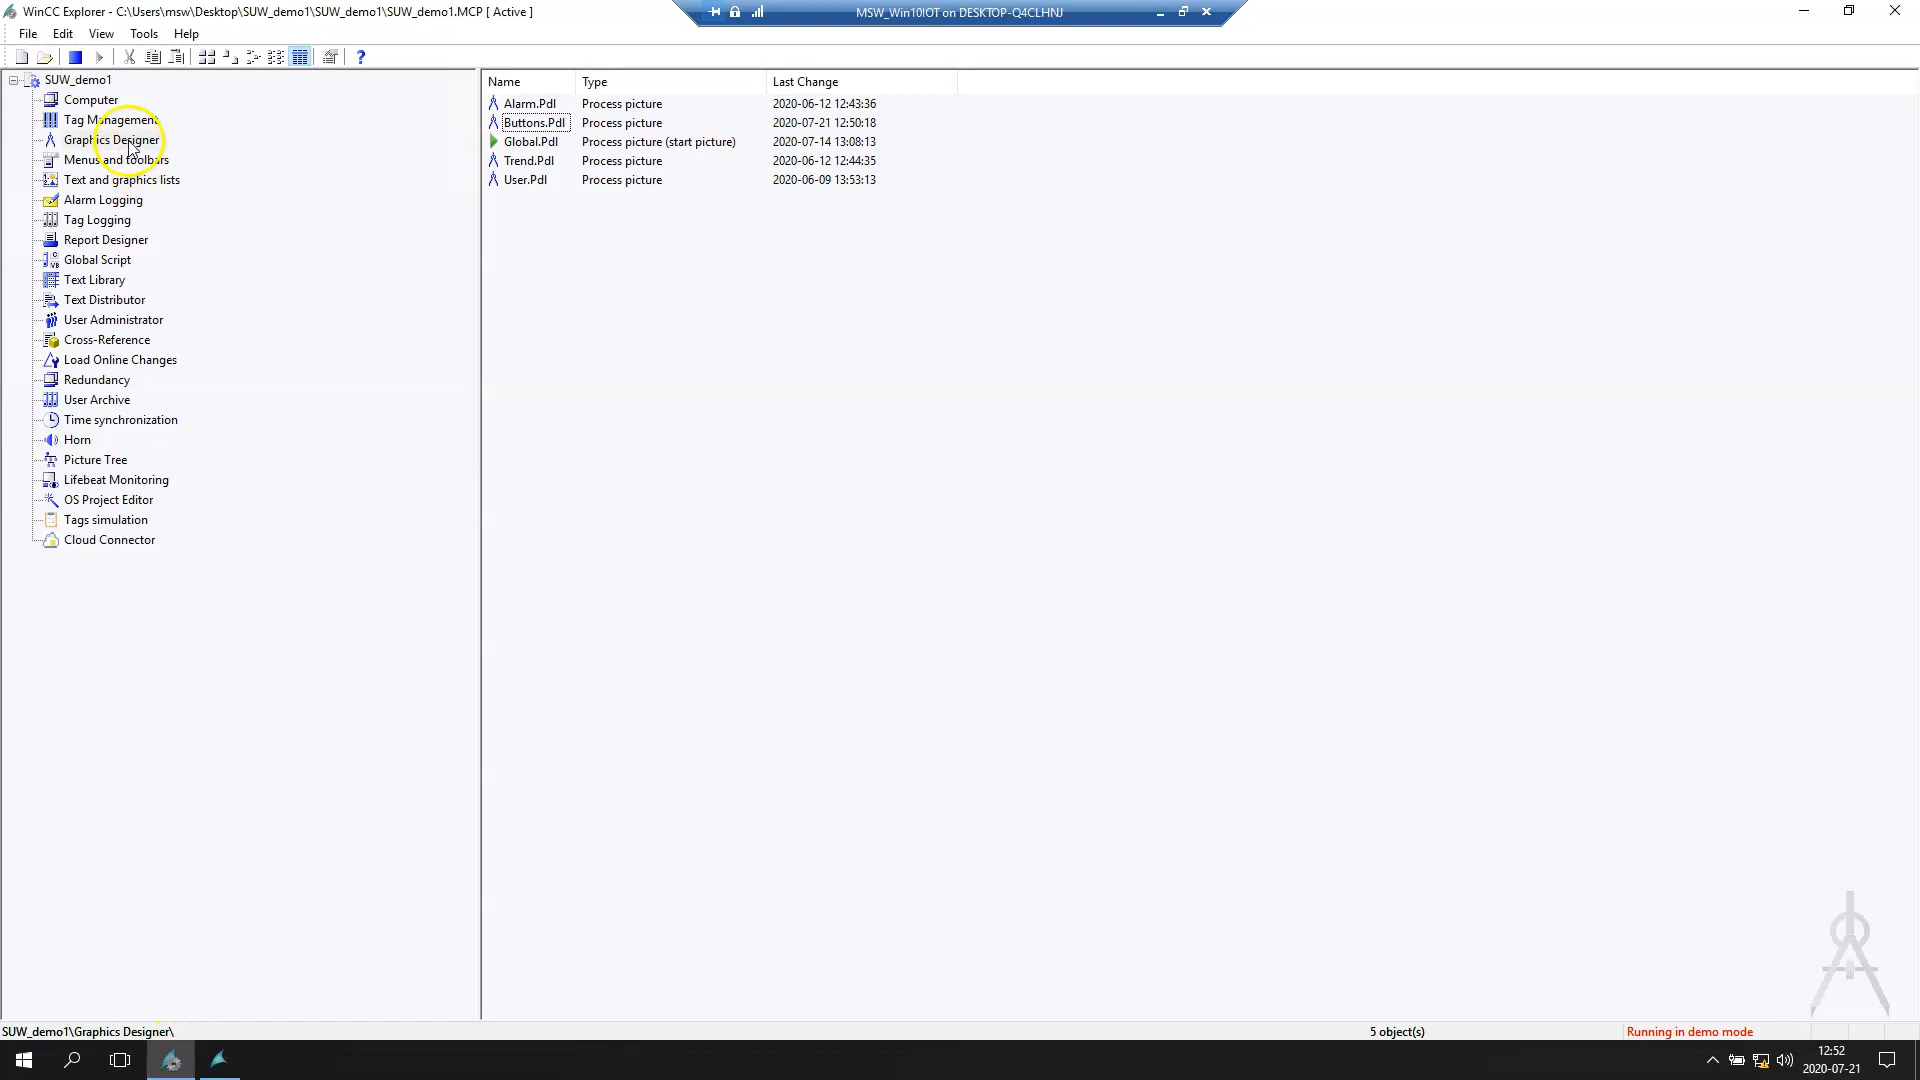 WinCC Explorer - C:\Users\msw\Desktop\SUW_demo1\SUW_demo1\SUW_demo1.MCP [ Active ]
MSW_Win10IOT on DESKTOP-Q4CLHNJ
File Edit View Tools Help
SUW_demo1
Computer
Tag Management
Graphics Designer
Menus and toolbars
Text and graphics lists
Alarm Logging
Tag Logging
Report Designer
Global Script
Text Library
Text Distributor
User Administrator
Cross-Reference
Load Online Changes
Redundancy
User Archive
Time synchronization
Horn
Picture Tree
Lifebeat Monitoring
OS Project Editor
Tags simulation
Cloud Connector
Name Type Last Change
Alarm.Pdl Process picture 2020-06-12 12:43:36
Buttons.Pdl Process picture 2020-07-21 12:50:18
Global.Pdl Process picture (start picture) 2020-07-14 13:08:13
Trend.Pdl Process picture 2020-06-12 12:44:35
User.Pdl Process picture 2020-06-09 13:53:13
SUW_demo1\Graphics Designer\ 5 object(s) Running in demo mode
12:52
2020-07-21